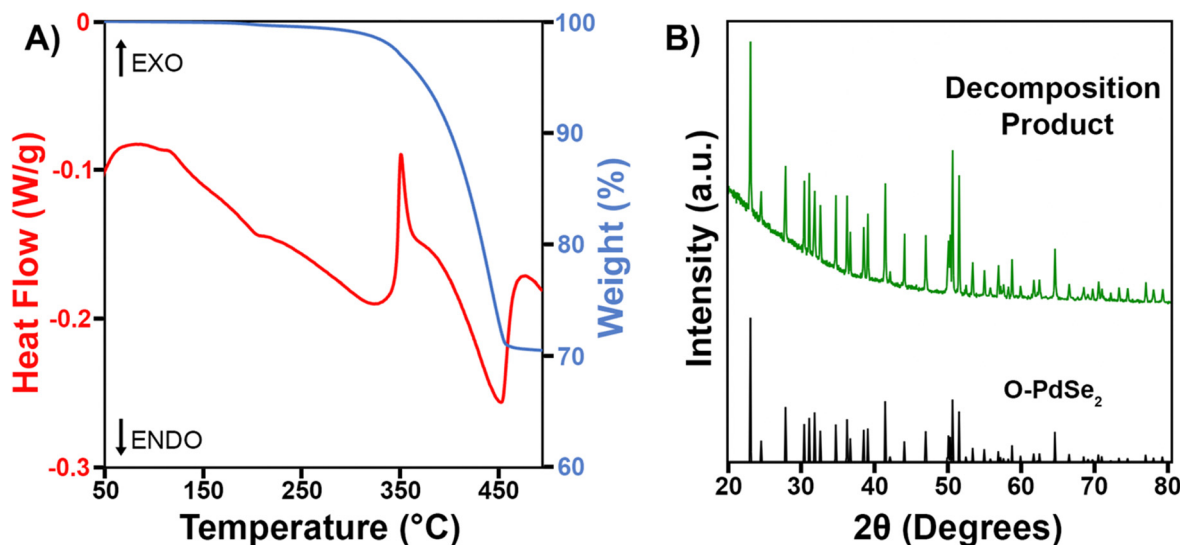 A)
EXO
ENDO
Heat Flow (W/g)
0
-0.1
-0.2
-0.3
100
90
80
70
60
Weight (%)
50
150
250
350
450
Temperature (°C)
B)
Decomposition
Product
O-PdSe₂
Intensity (a.u.)
20
30
40
50
60
70
80
2θ (Degrees)